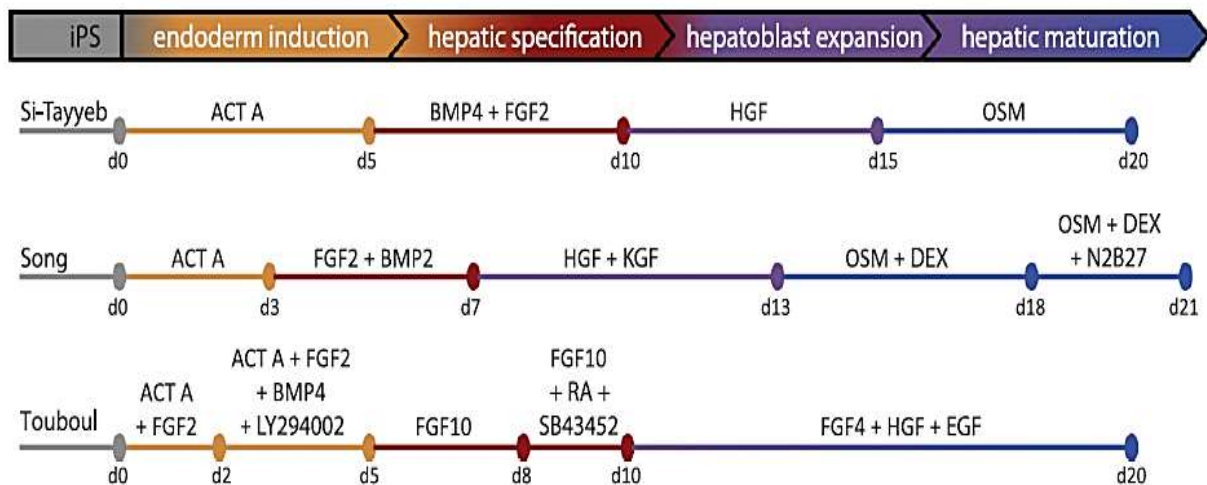 iPS endoderm induction hepatic specification hepatoblast expansion hepatic maturation
Si-Tayyeb ACT A BMP4 + FGF2 HGF OSM
d0 d5 d10 d15 d20
Song ACT A FGF2 + BMP2 HGF + KGF OSM + DEX OSM + DEX
+ N2B27
d0 d3 d7 d13 d18 d21
Touboul ACT A
+ FGF2
ACT A + FGF2
+ BMP4
+ LY294002
FGF10
FGF10
+ RA +
SB43452
FGF4 + HGF + EGF
d0 d2 d5 d8 d10 d20